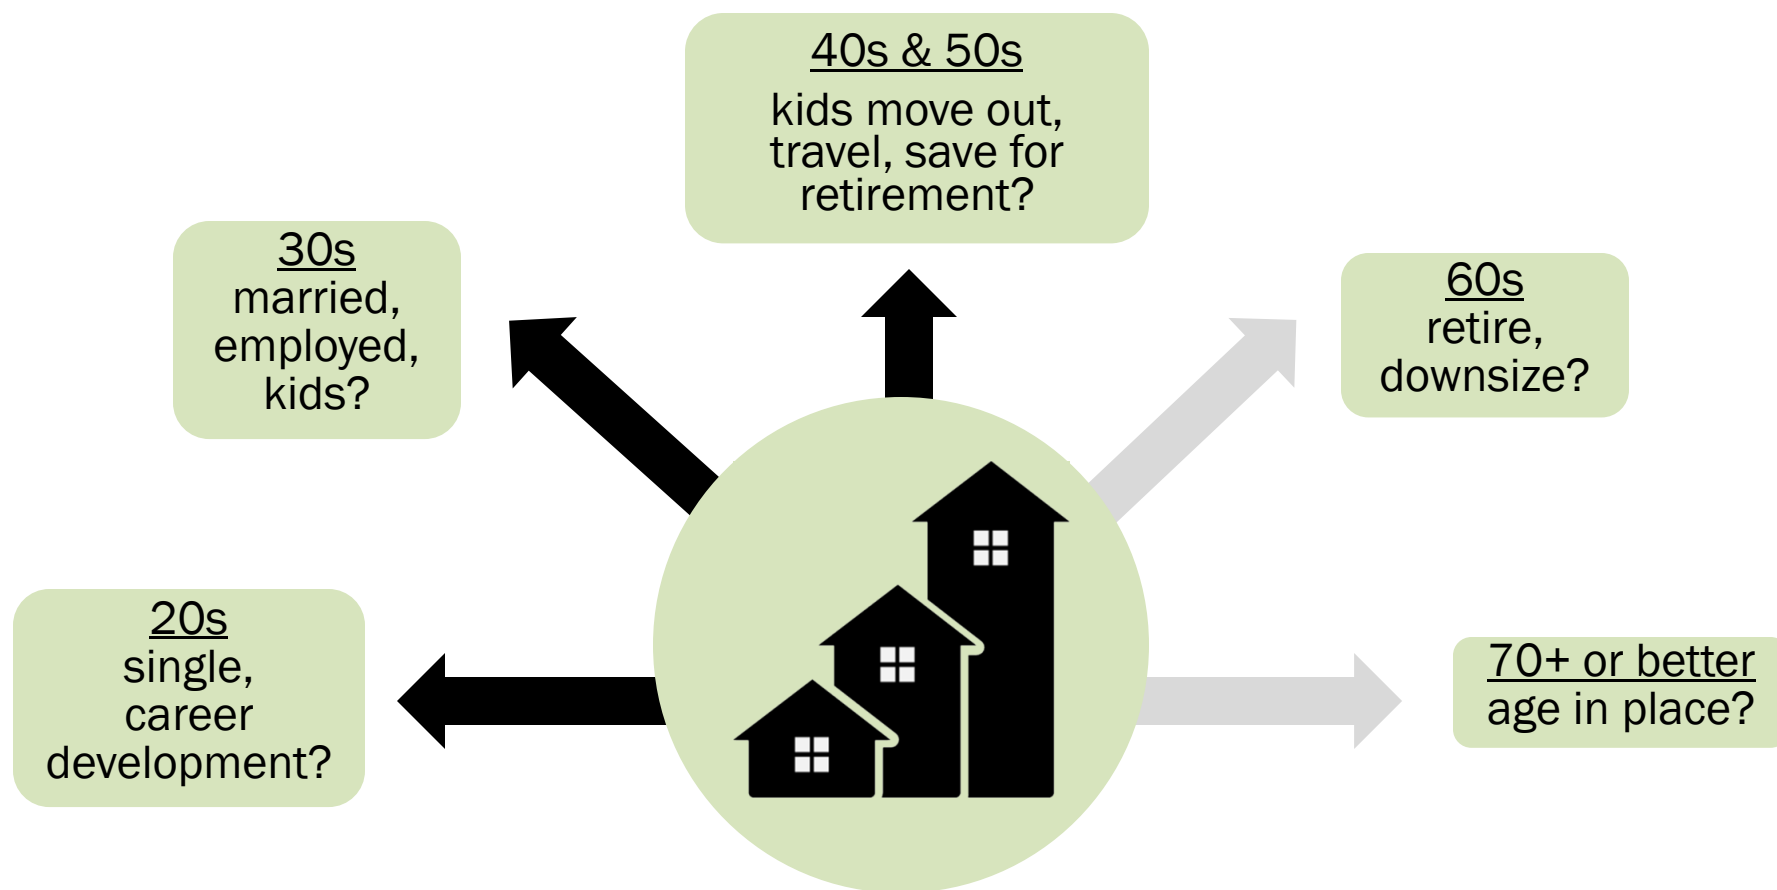 40s & 50s
kids move out,
travel, save for
retirement?
30s
married,
employed,
kids?
60s
retire,
downsize?
20s
single,
career
development?
70+ or better
age in place?